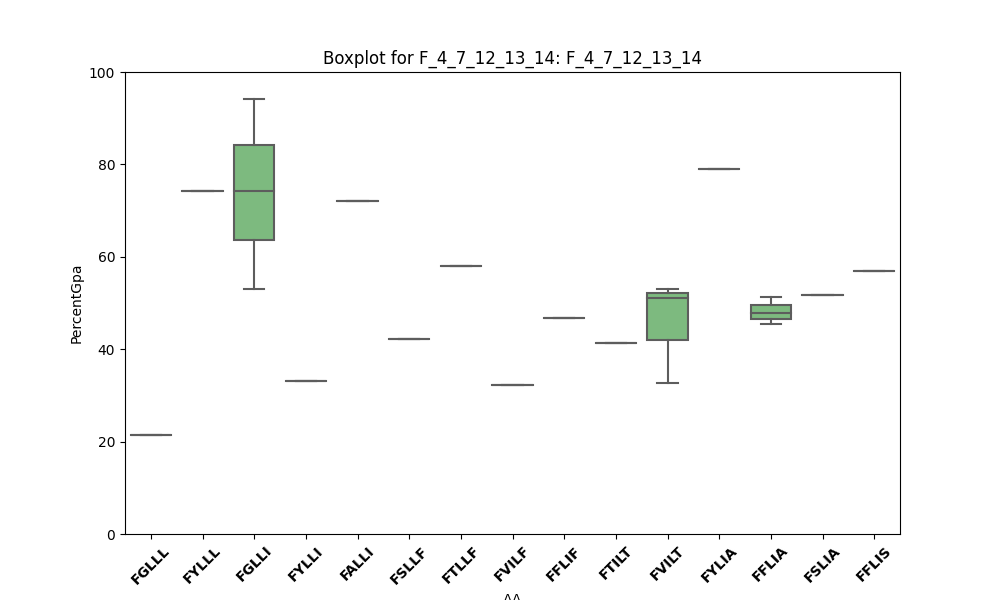 Boxplot for F_4_7_12_13_14: F_4_7_12_13_14
PercentGpa
100
80
60
40
20
0
FGLLL
FYLLL
FGLLI
FYLLI
FALLI
FSLLF
FTLLF
FVILF
FFLIF
FTILT
FVILT
FYLIA
FFLIA
FSLIA
FFLIS
AA